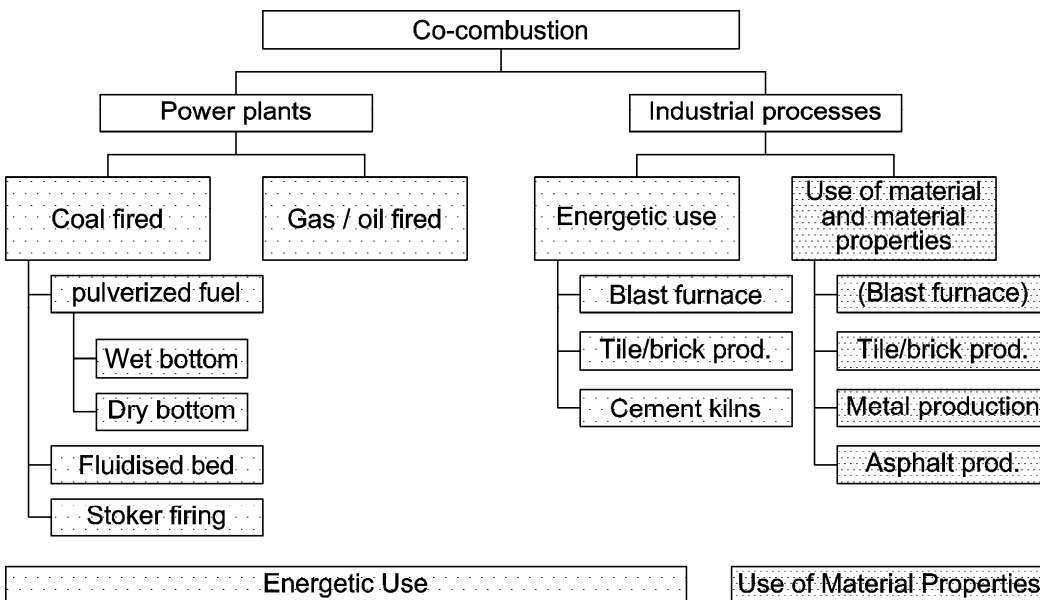 Co-combustion
Power plants
Industrial processes
Coal fired
Gas / oil fired
Energetic use
Use of material
and material
properties
pulverized fuel
Wet bottom
Dry bottom
Fluidised bed
Stoker firing
Blast furnace
Tile/brick prod.
Cement kilns
(Blast furnace)
Tile/brick prod.
Metal production
Asphalt prod.
Energetic Use
Use of Material Properties